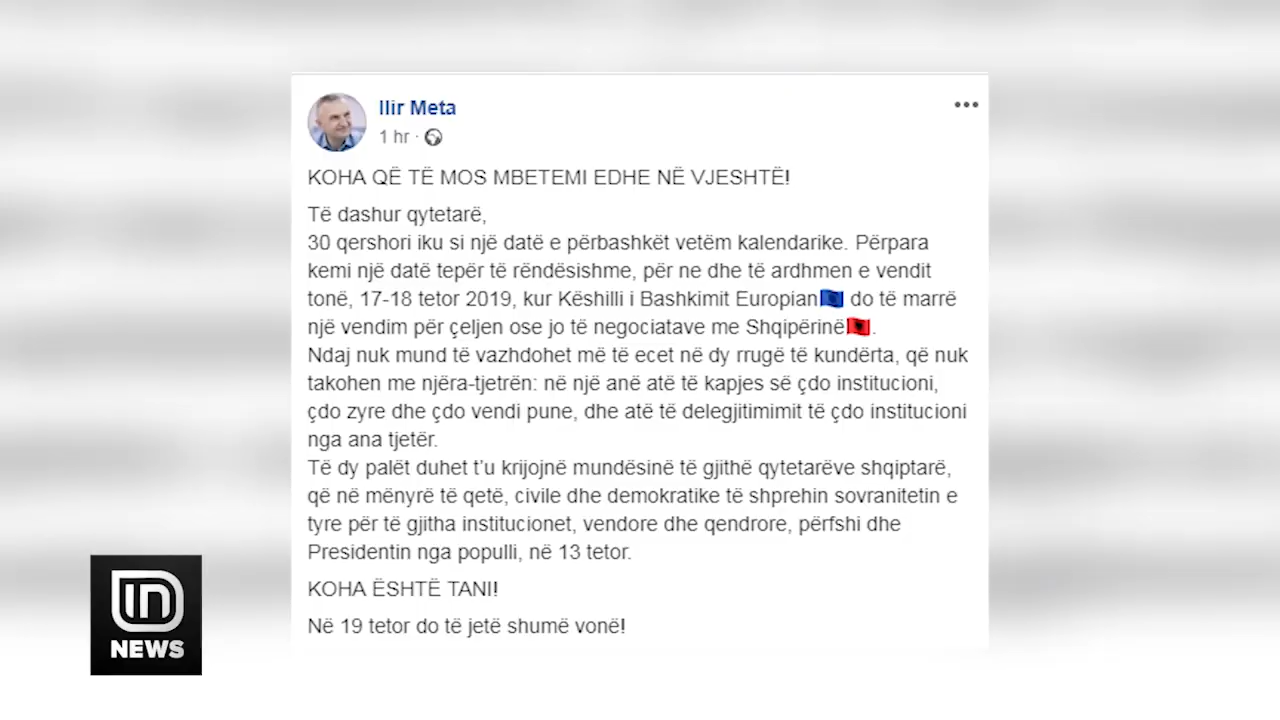 Ilir Meta
1 hr ·
KOHA QË TË MOS MBETEMI EDHE NË VJESHTË!
Të dashur qytetarë,
30 qershori iku si një datë e përbashkët vetëm kalendarike. Përpara
kemi një datë tepër të rëndësishme, për ne dhe të ardhmen e vendit
tonë, 17-18 tetor 2019, kur Këshilli i Bashkimit Europian🇪🇺 do të marrë
një vendim për çeljen ose jo të negociatave me Shqipërinë🇦🇱.
Ndaj nuk mund të vazhdohet më të ecet në dy rrugë të kundërta, që nuk
takohen me njëra-tjetrën: në një anë atë të kapjes së çdo institucioni,
çdo zyre dhe çdo vendi pune, dhe atë të delegjitimimit të çdo institucioni
nga ana tjetër.
Të dy palët duhet t'u krijojnë mundësinë të gjithë qytetarëve shqiptarë,
që në mënyrë të qetë, civile dhe demokratike të shprehin sovranitetin e
tyre për të gjitha institucionet, vendore dhe qendrore, përfshi dhe
Presidentin nga populli, në 13 tetor.
KOHA ËSHTË TANI!
Në 19 tetor do të jetë shumë vonë!
IN
NEWS